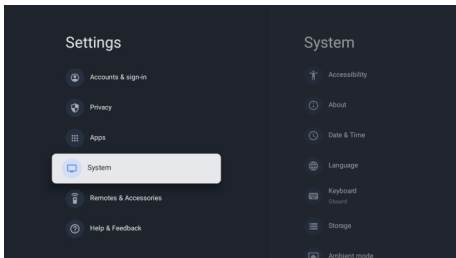 Settings
Accounts & sign-in
Privacy
Apps
System
Remotes & Accessories
Help & Feedback
System
Accessibility
About
Date & Time
Language
Keyboard
Gboard
Storage
Ambient mode